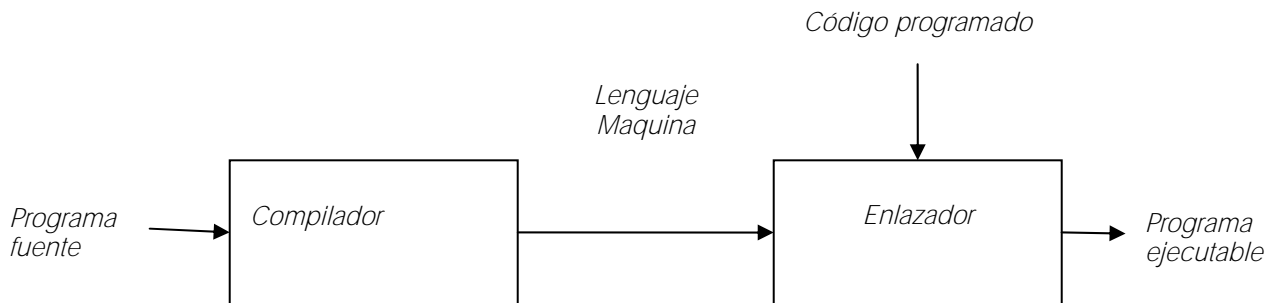 Código programado
Lenguaje
Maquina
Programa
fuente
Compilador
Enlazador
Programa
ejecutable